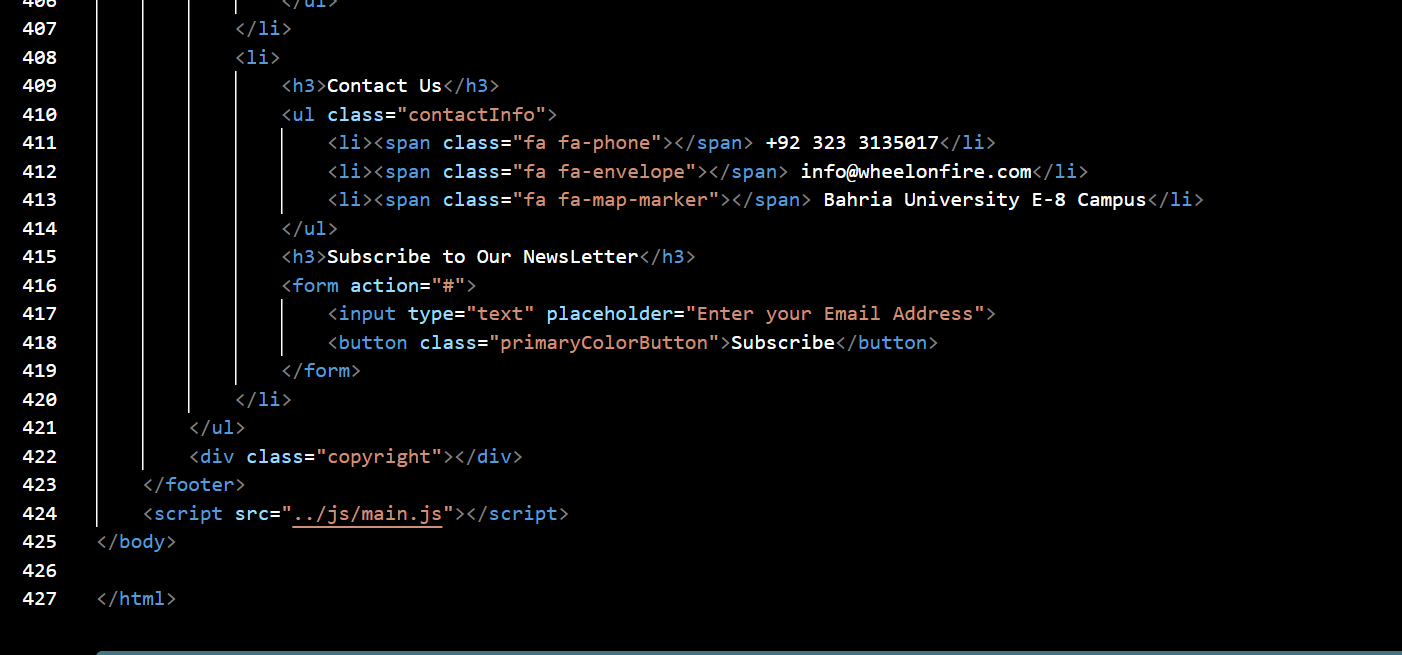 406 </ul>
407 </li>
408 <li>
409 <h3>Contact Us</h3>
410 <ul class="contactInfo">
411 <li><span class="fa fa-phone"></span> +92 323 3135017</li>
412 <li><span class="fa fa-envelope"></span> info@wheelonfire.com</li>
413 <li><span class="fa fa-map-marker"></span> Bahria University E-8 Campus</li>
414 </ul>
415 <h3>Subscribe to Our NewsLetter</h3>
416 <form action="#">
417 <input type="text" placeholder="Enter your Email Address">
418 <button class="primaryColorButton">Subscribe</button>
419 </form>
420 </li>
421 </ul>
422 <div class="copyright"></div>
423 </footer>
424 <script src="../js/main.js"></script>
425 </body>
426
427 </html>